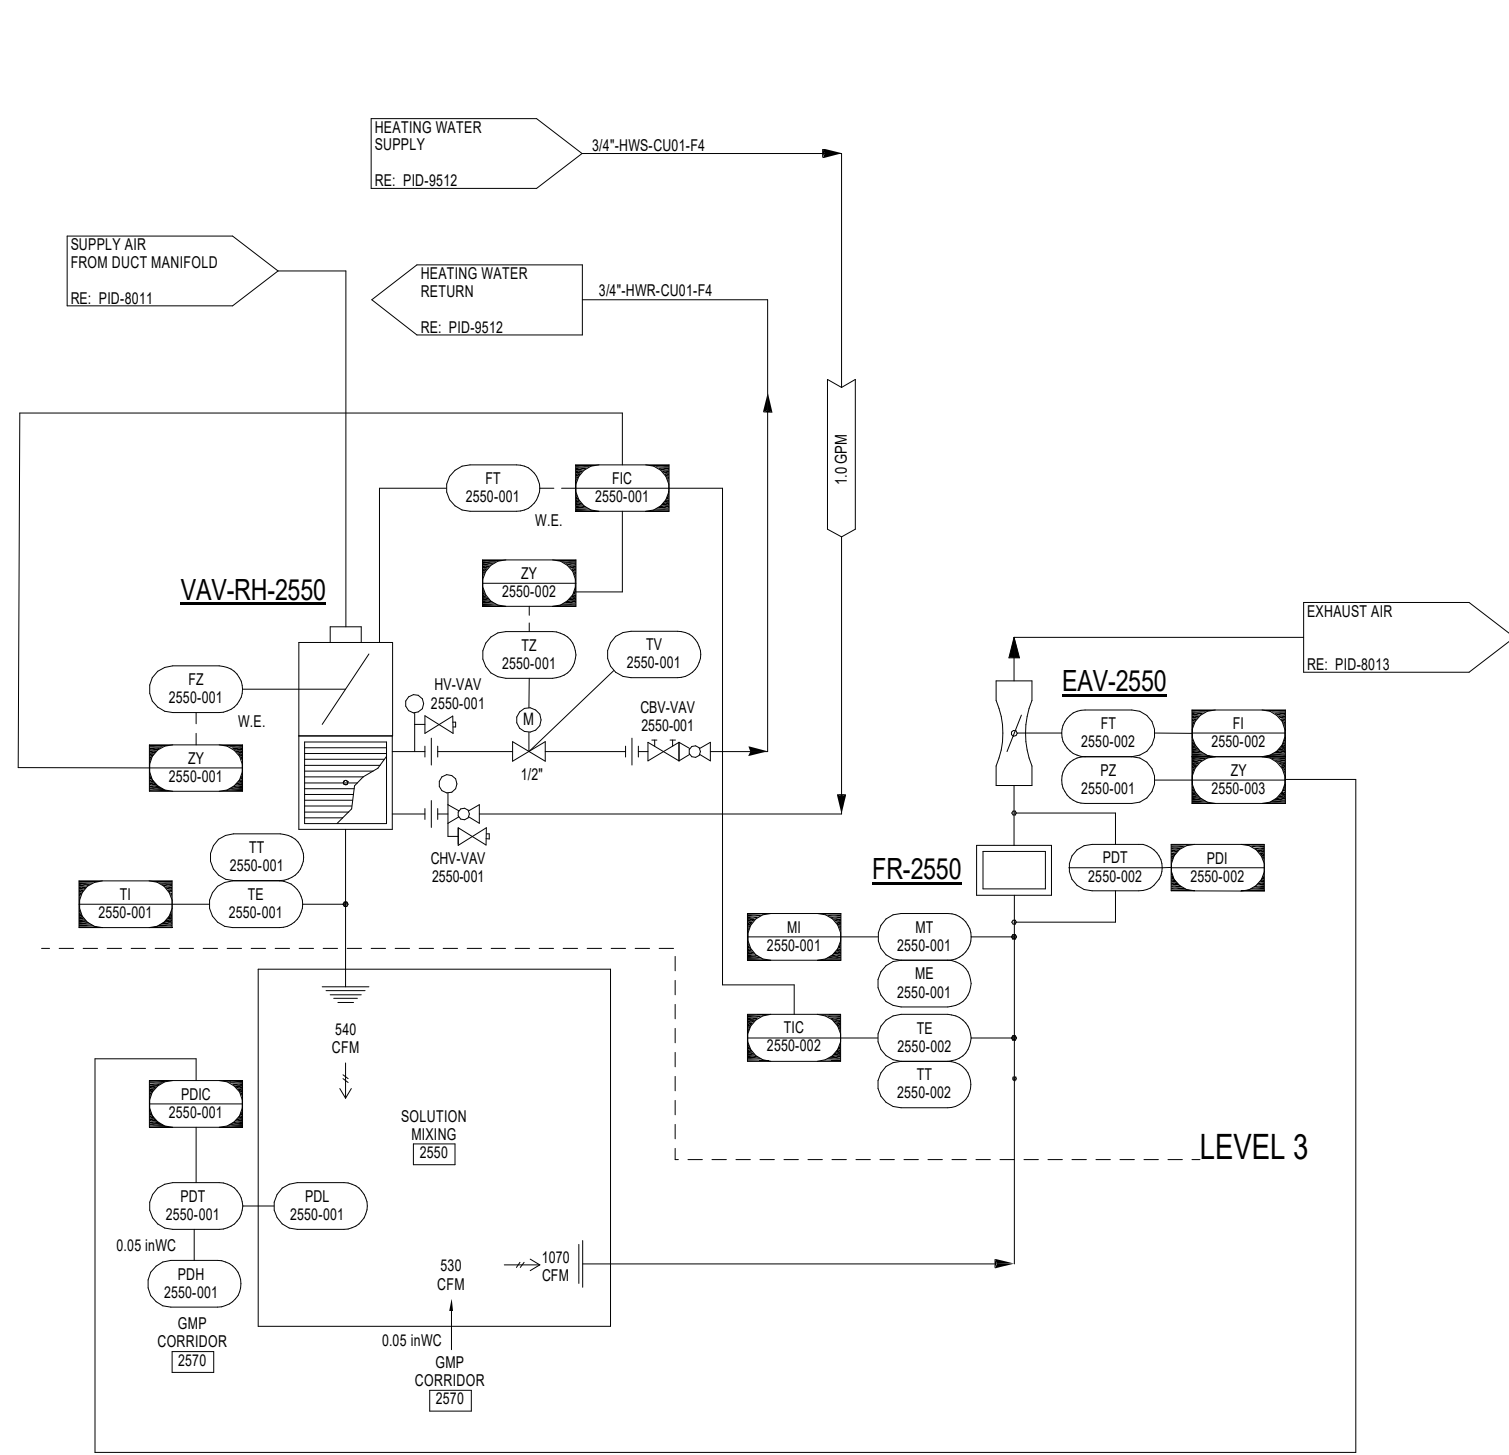 HEATING WATER
SUPPLY
RE: PID-9512
3/4"-HWS-CU01-F4
SUPPLY AIR
FROM DUCT MANIFOLD
RE: PID-8011
HEATING WATER
RETURN
RE: PID-9512
3/4"-HWR-CU01-F4
1.0 GPM
FT
2550-001
FIC
2550-001
W.E.
ZY
2550-002
VAV-RH-2550
TZ
2550-001
TV
2550-001
FZ
2550-001
W.E.
ZY
2550-001
HV-VAV
2550-001
M
1/2"
CBV-VAV
2550-001
CHV-VAV
2550-001
EXHAUST AIR
RE: PID-8013
EAV-2550
FT
2550-002
FI
2550-002
PZ
2550-001
ZY
2550-003
TT
2550-001
TI
2550-001
TE
2550-001
FR-2550
PDT
2550-002
PDI
2550-002
MI
2550-001
MT
2550-001
ME
2550-001
TIC
2550-002
TE
2550-002
TT
2550-002
540
CFM
PDIC
2550-001
SOLUTION
MIXING
2550
LEVEL 3
PDT
2550-001
PDL
2550-001
0.05 inWC
PDH
2550-001
GMP
CORRIDOR
2570
530
CFM
1070
CFM
0.05 inWC
GMP
CORRIDOR
2570